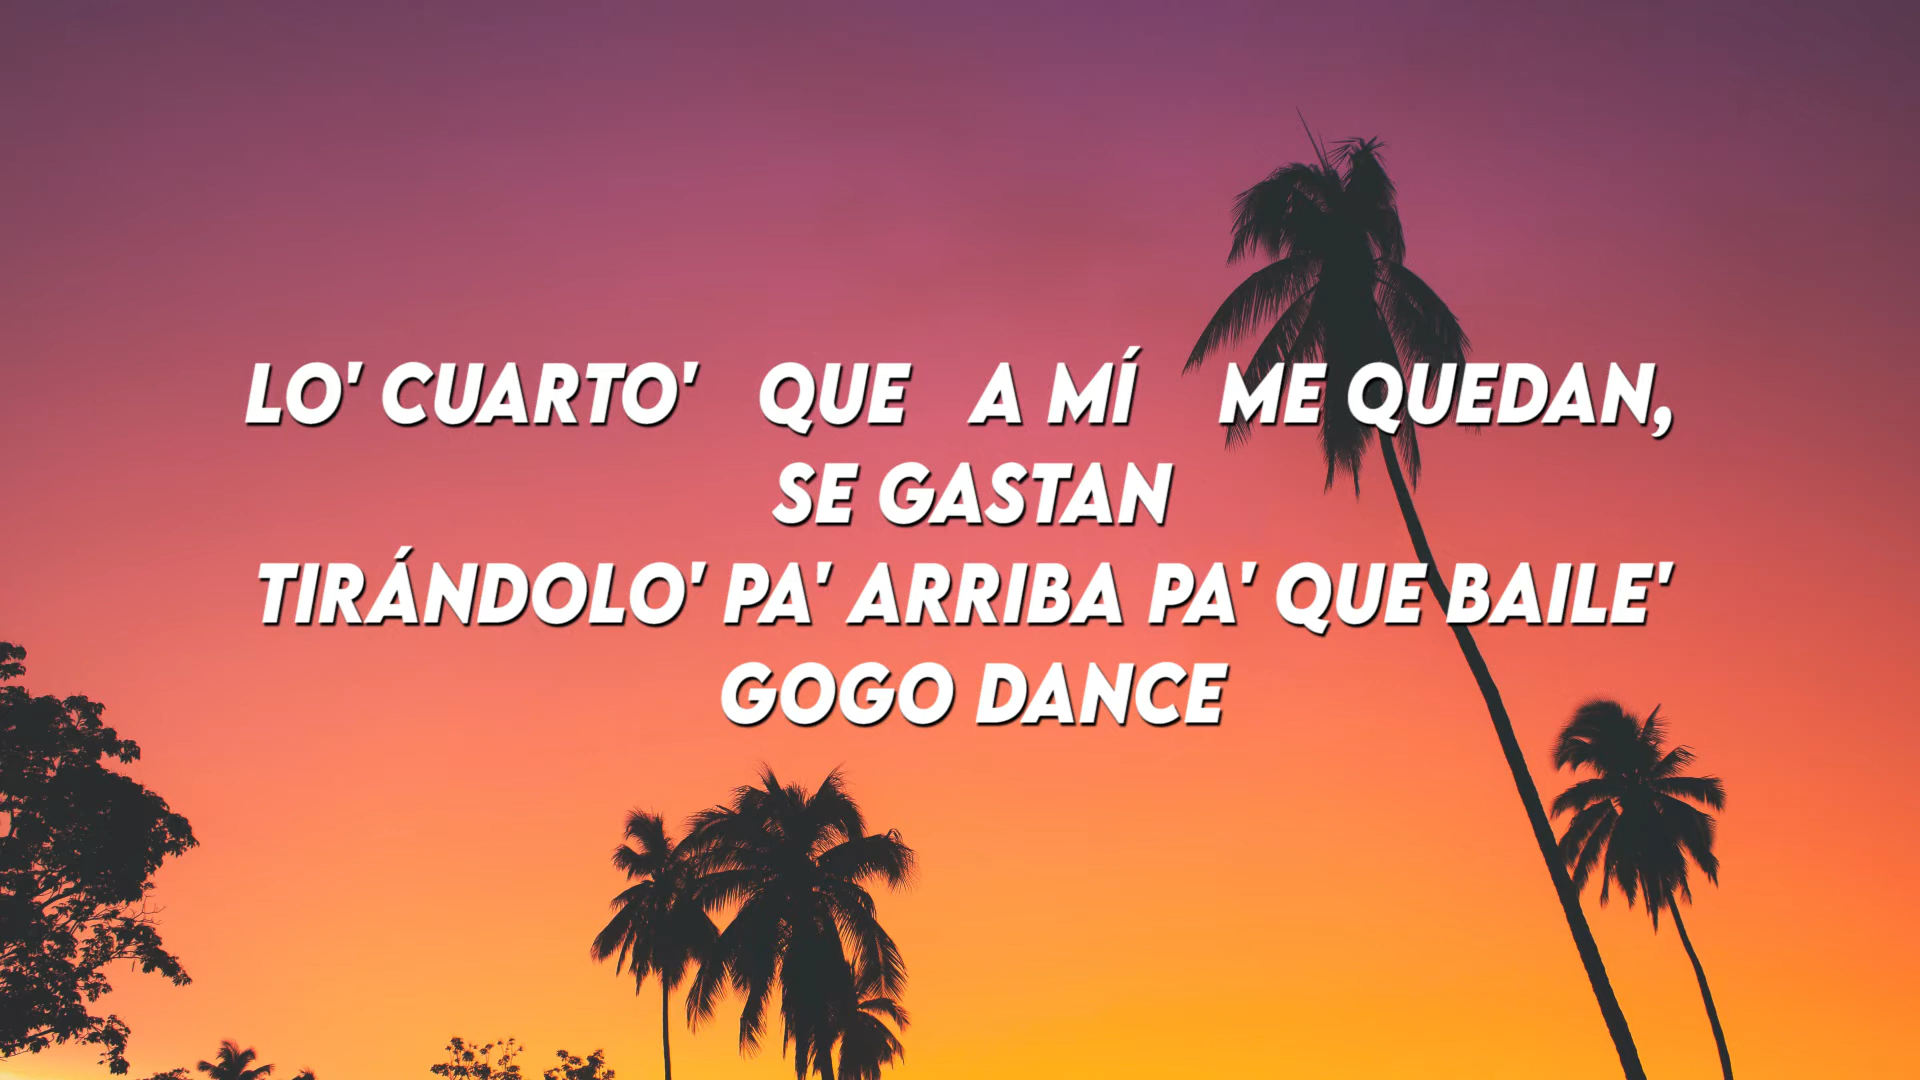 LO' CUARTO' QUE A MÍ ME QUEDAN,
SE GASTAN
TIRÁNDOLO' PA' ARRIBA PA' QUE BAILE'
GOGO DANCE